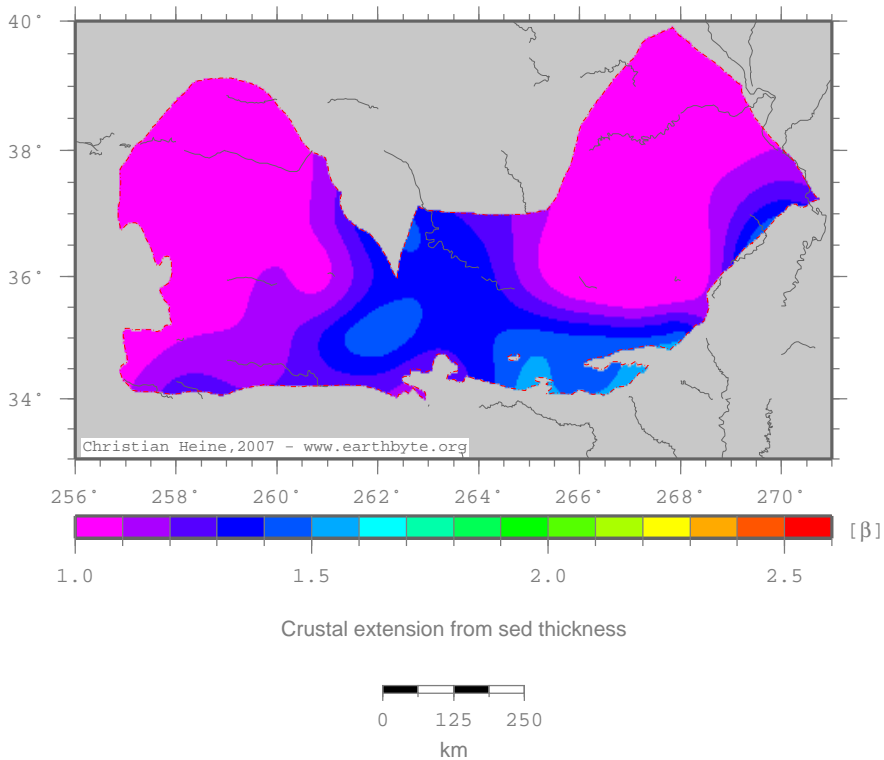 40°
38°
36°
34°
Christian Heine,2007 - www.earthbyte.org
256° 258° 260° 262° 264° 266° 268° 270°
[β]
1.0 1.5 2.0 2.5
Crustal extension from sed thickness
0 125 250
km